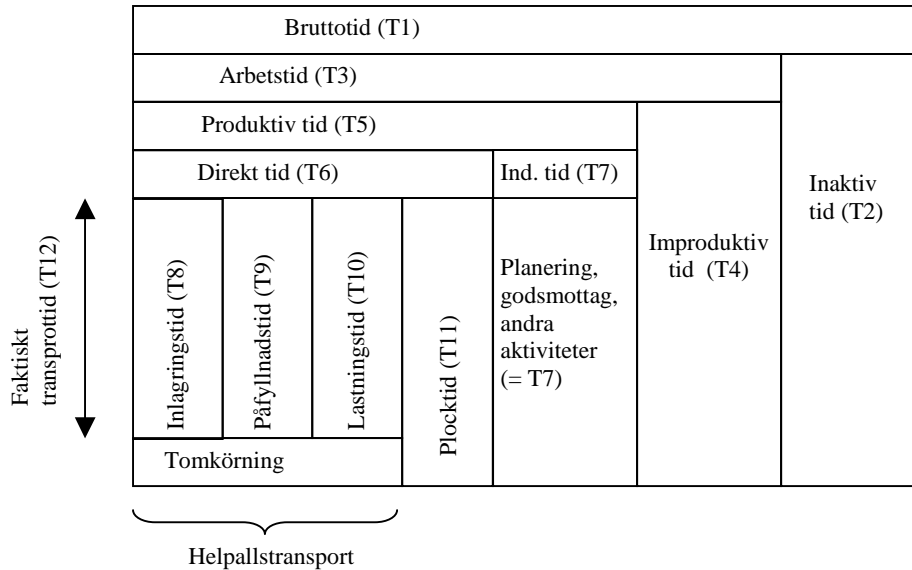 Bruttotid (T1)
Arbetstid (T3)
Produktiv tid (T5)
Direkt tid (T6)
Ind. tid (T7)
Inaktiv
tid (T2)
Improduktiv
tid (T4)
Faktiskt
transprottid (T12)
Inlagringstid (T8)
Påfyllnadstid (T9)
Lastningstid (T10)
Plocktid (T11)
Planering,
godsmottag,
andra
aktiviteter
(= T7)
Tomkörning
Helpallstransport